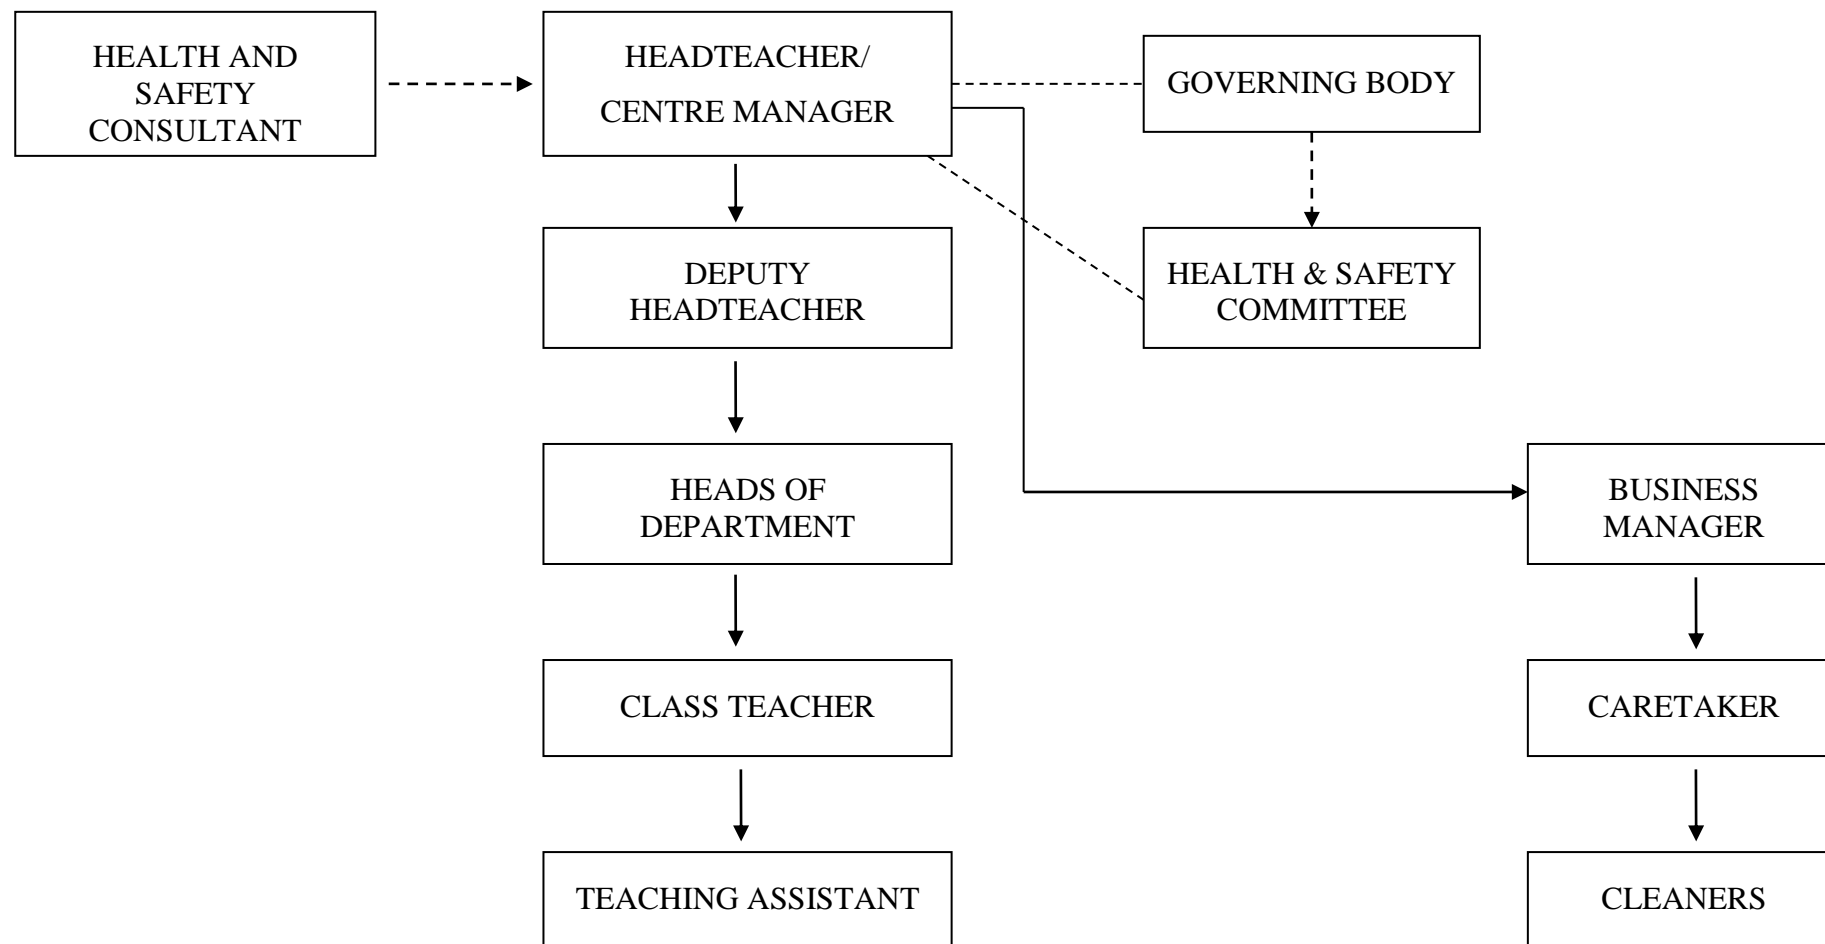 HEALTH AND
SAFETY
CONSULTANT
HEADTEACHER/
CENTRE MANAGER
GOVERNING BODY
DEPUTY
HEADTEACHER
HEALTH & SAFETY
COMMITTEE
HEADS OF
DEPARTMENT
BUSINESS
MANAGER
CLASS TEACHER
CARETAKER
TEACHING ASSISTANT
CLEANERS